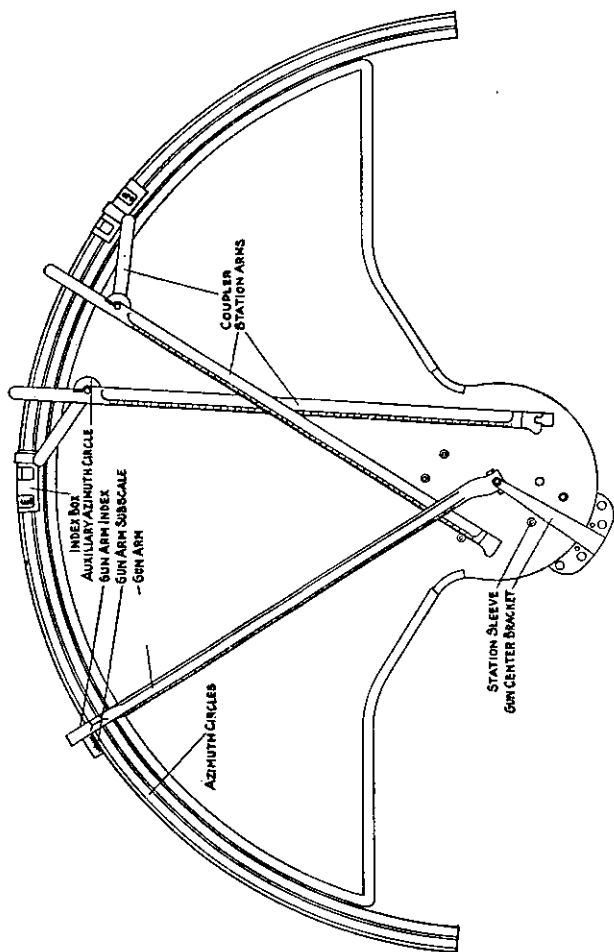 COUPLER
STATION ARMS
INDEX BOX
AUXILIARY AZIMUTH CIRCLE
GUN ARM INDEX
GUN ARM SUBSCALE
GUN ARM
AZIMUTH CIRCLES
STATION SLEEVE
GUN CENTER BRACKET